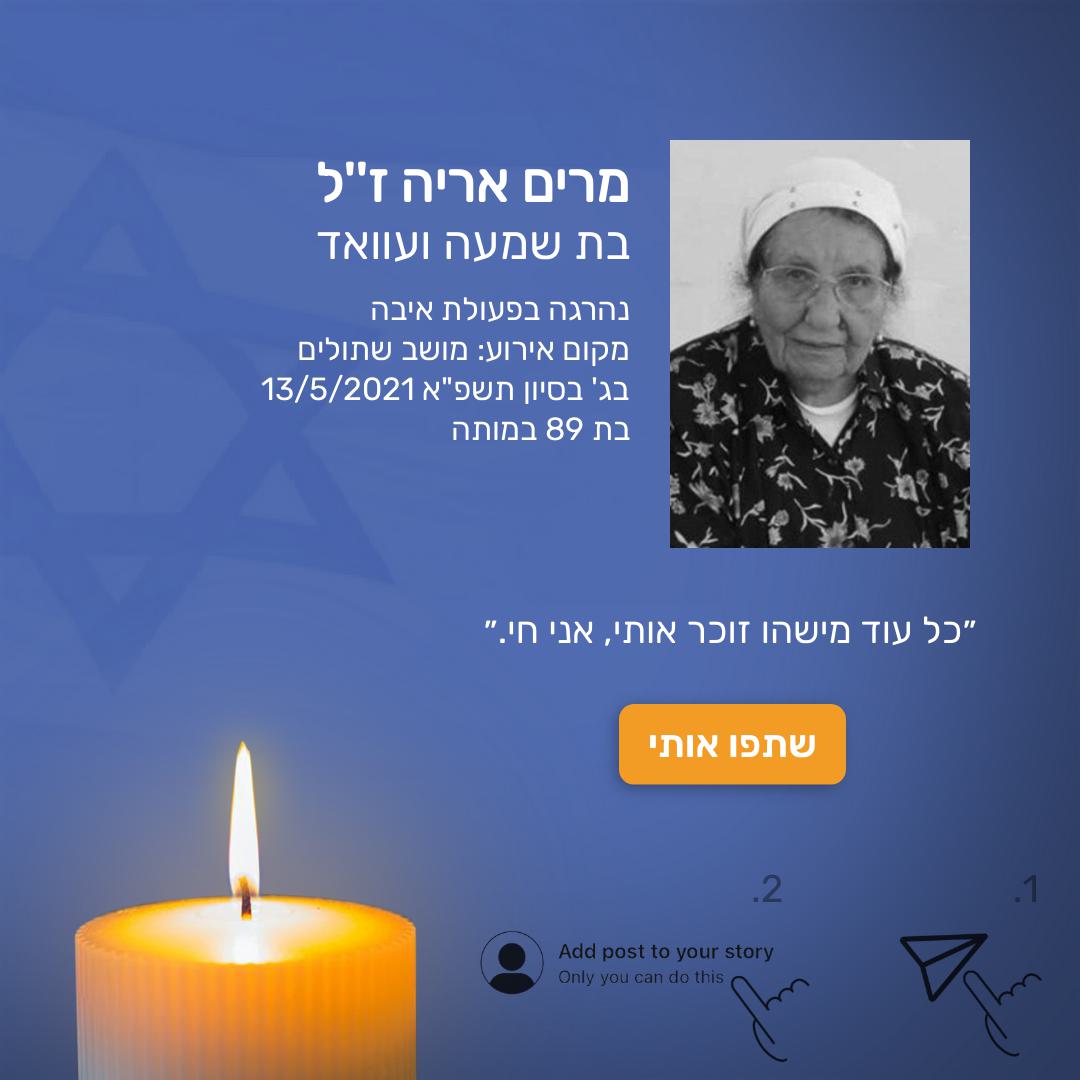 מרים אריה ז"ל
בת שמעה ועוואד
נהרגה בפעולת איבה
מקום אירוע: מושב שתולים
בג' בסיון תשפ"א 13/5/2021
בת 89 במותה
״כל עוד מישהו זוכר אותי, אני חי.״
שתפו אותי
1.
2.
Add post to your story
Only you can do this